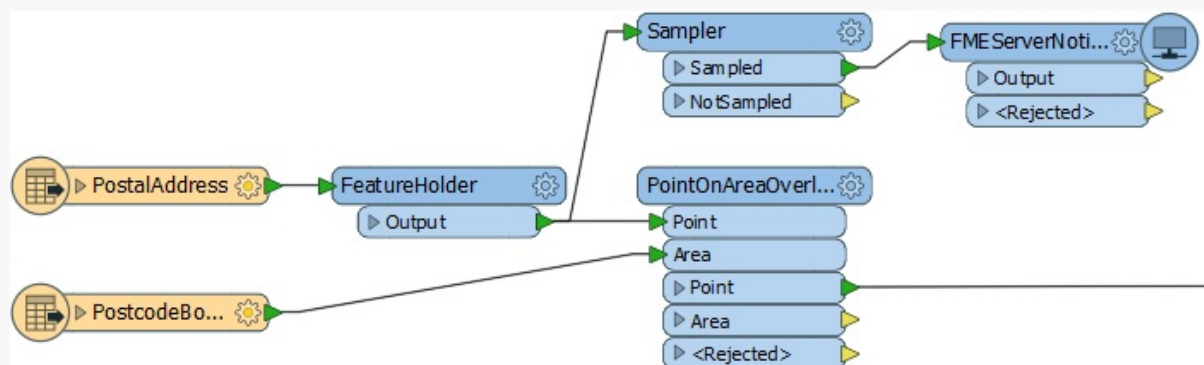 Sampler
Sampled
NotSampled
FMEServerNoti...
Output
<Rejected>
PostalAddress
FeatureHolder
Output
PointOnAreaOverl...
Point
Area
Point
Area
<Rejected>
PostcodeBo...